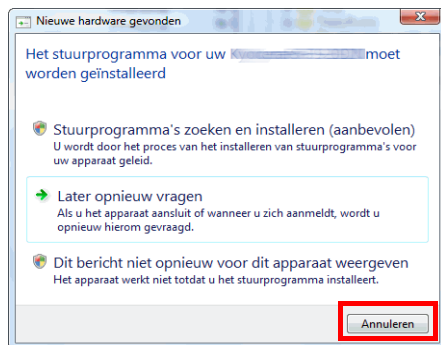 Nieuwe hardware gevonden
Het stuurprogramma voor uw moet
worden geïnstalleerd
Stuurprogramma's zoeken en installeren (aanbevolen)
U wordt door het proces van het installeren van stuurprogramma's voor
uw apparaat geleid.
Later opnieuw vragen
Als u het apparaat aansluit of wanneer u zich aanmeldt, wordt u
opnieuw hierom gevraagd.
Dit bericht niet opnieuw voor dit apparaat weergeven
Het apparaat werkt niet totdat u het stuurprogramma installeert.
Annuleren